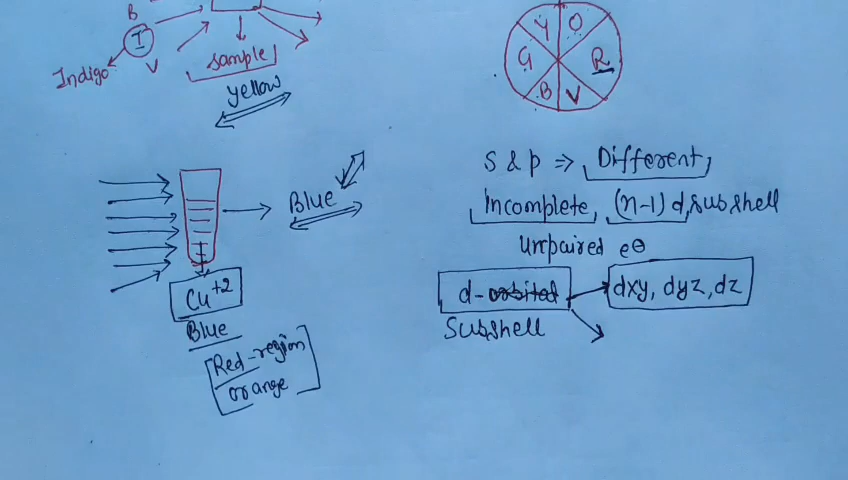 B
I
Indigo
V
sample
yellow
Y O
G R
B V
Blue
Cu+2
Blue
Red-region
orange
S & p => Different
Incomplete, (n-1) d, subshell
Unpaired e⊖
d-orbital
Subshell
dxy, dyz, dz